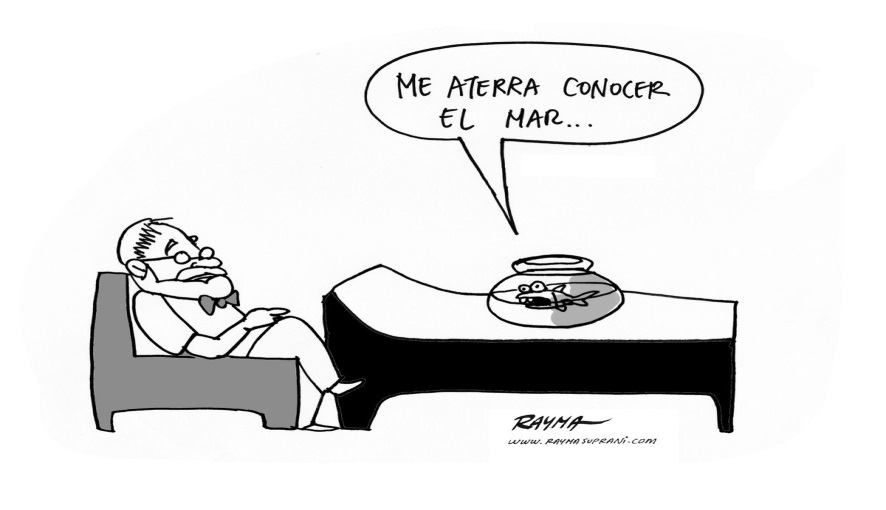 ME ATERRA CONOCER
EL MAR...
RAYMA
WWW.RAYMASUPRANI.COM